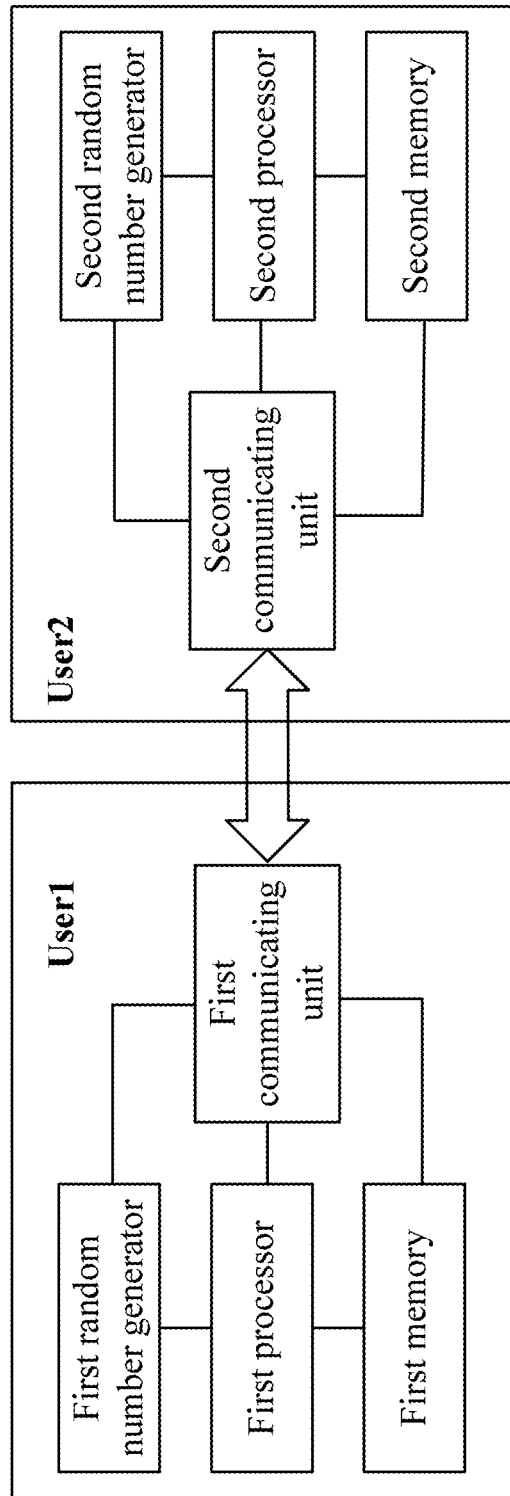 User1
First random
number generator
First processor
First memory
First
communicating
unit
User2
Second
communicating
unit
Second random
number generator
Second processor
Second memory